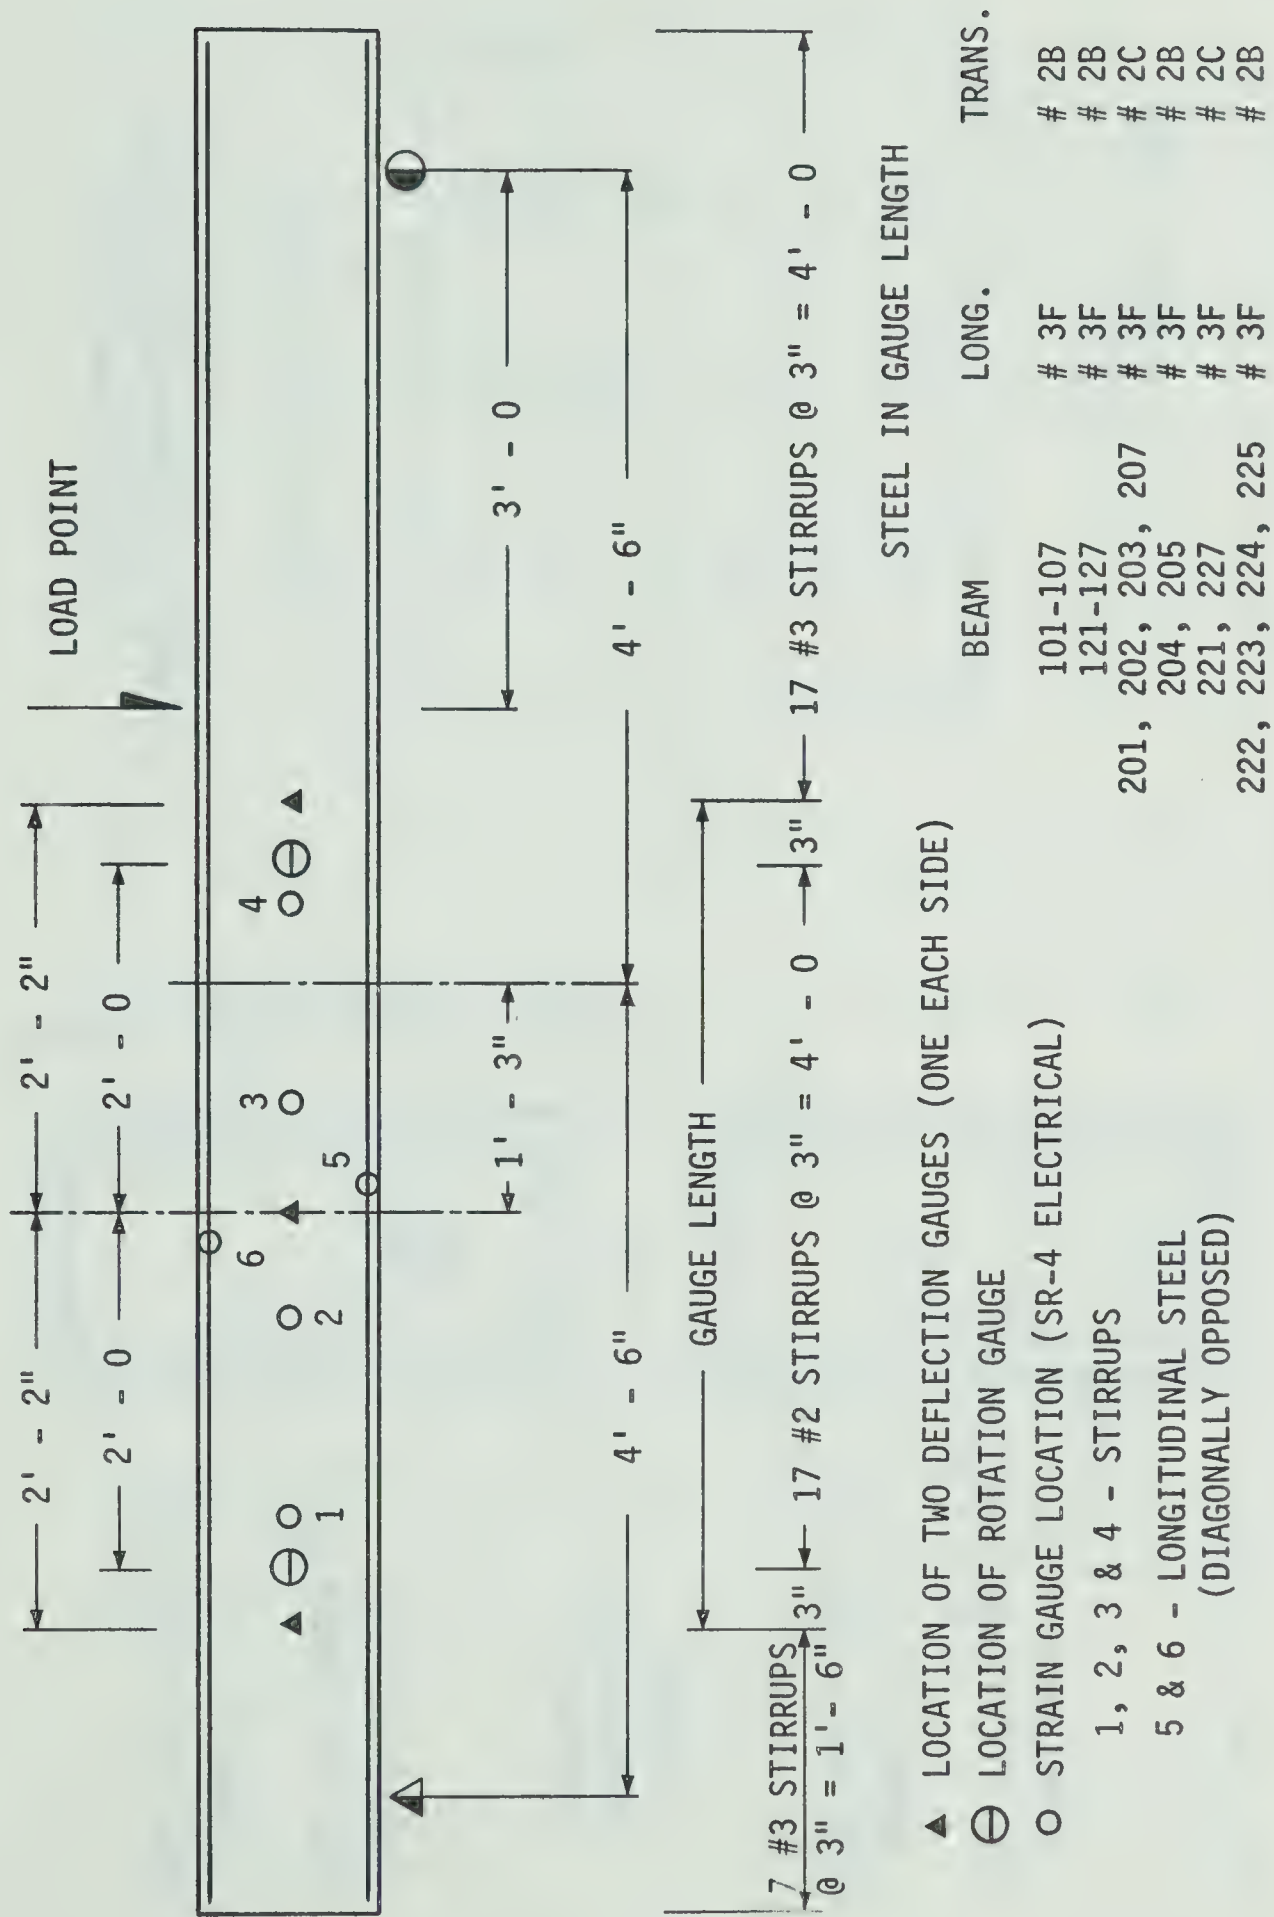 2' - 2"
2' - 2"
2' - 0
2' - 0
LOAD POINT
6
5
1
2
3
4
1' - 3"
3' - 0
4' - 6"
4' - 6"
GAUGE LENGTH
7 #3 STIRRUPS
@ 3" = 1'- 6"
3"
17 #2 STIRRUPS @ 3" = 4' - 0
3"
17 #3 STIRRUPS @ 3" = 4' - 0
LOCATION OF TWO DEFLECTION GAUGES (ONE EACH SIDE)
LOCATION OF ROTATION GAUGE
STRAIN GAUGE LOCATION (SR-4 ELECTRICAL)
1, 2, 3 & 4 - STIRRUPS
5 & 6 - LONGITUDINAL STEEL
(DIAGONALLY OPPOSED)
STEEL IN GAUGE LENGTH
BEAM LONG. TRANS.
101-107 # 3F # 2B
121-127 # 3F # 2B
201, 202, 203, 207 # 3F # 2C
204, 205 # 3F # 2B
221, 227 # 3F # 2C
222, 223, 224, 225 # 3F # 2B